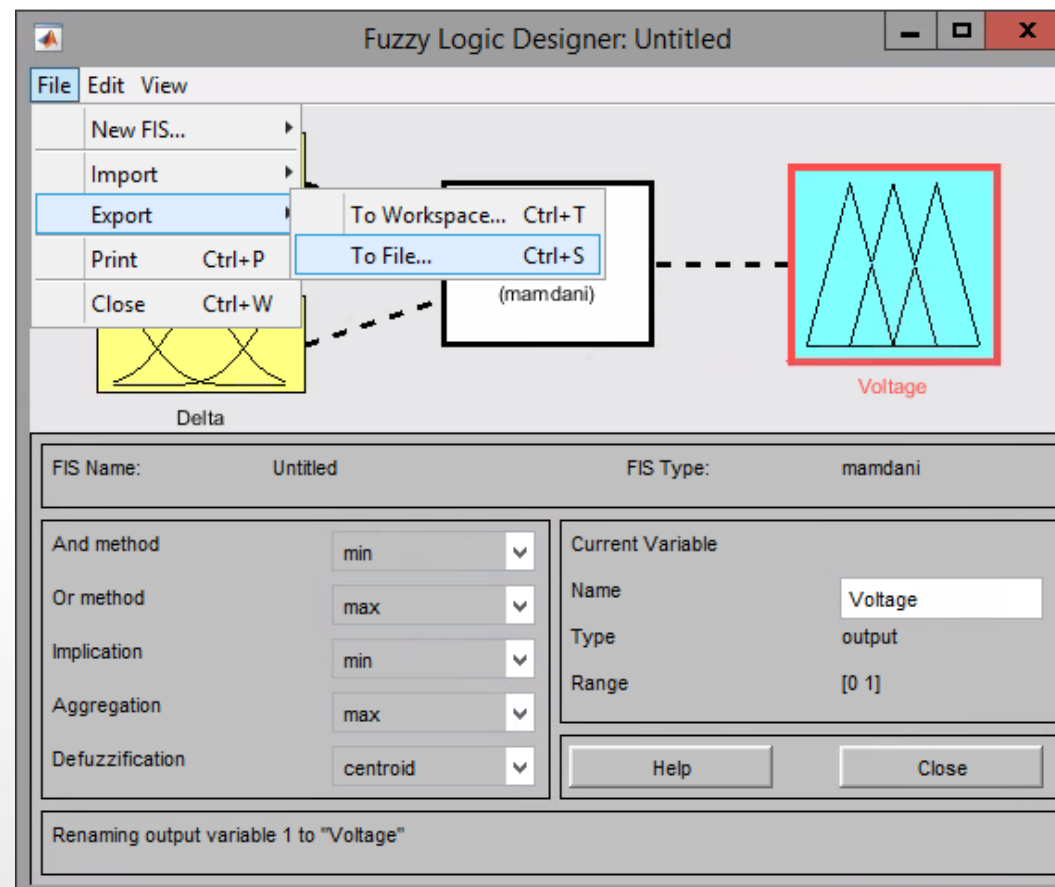 Fuzzy Logic Designer: Untitled
File Edit View
New FIS...
Import
Export
Print Ctrl+P
Close Ctrl+W
To Workspace... Ctrl+T
To File... Ctrl+S
(mamdani)
Delta
Voltage
FIS Name: Untitled FIS Type: mamdani
And method min
Or method max
Implication min
Aggregation max
Defuzzification centroid
Current Variable
Name Voltage
Type output
Range [0 1]
Help Close
Renaming output variable 1 to "Voltage"